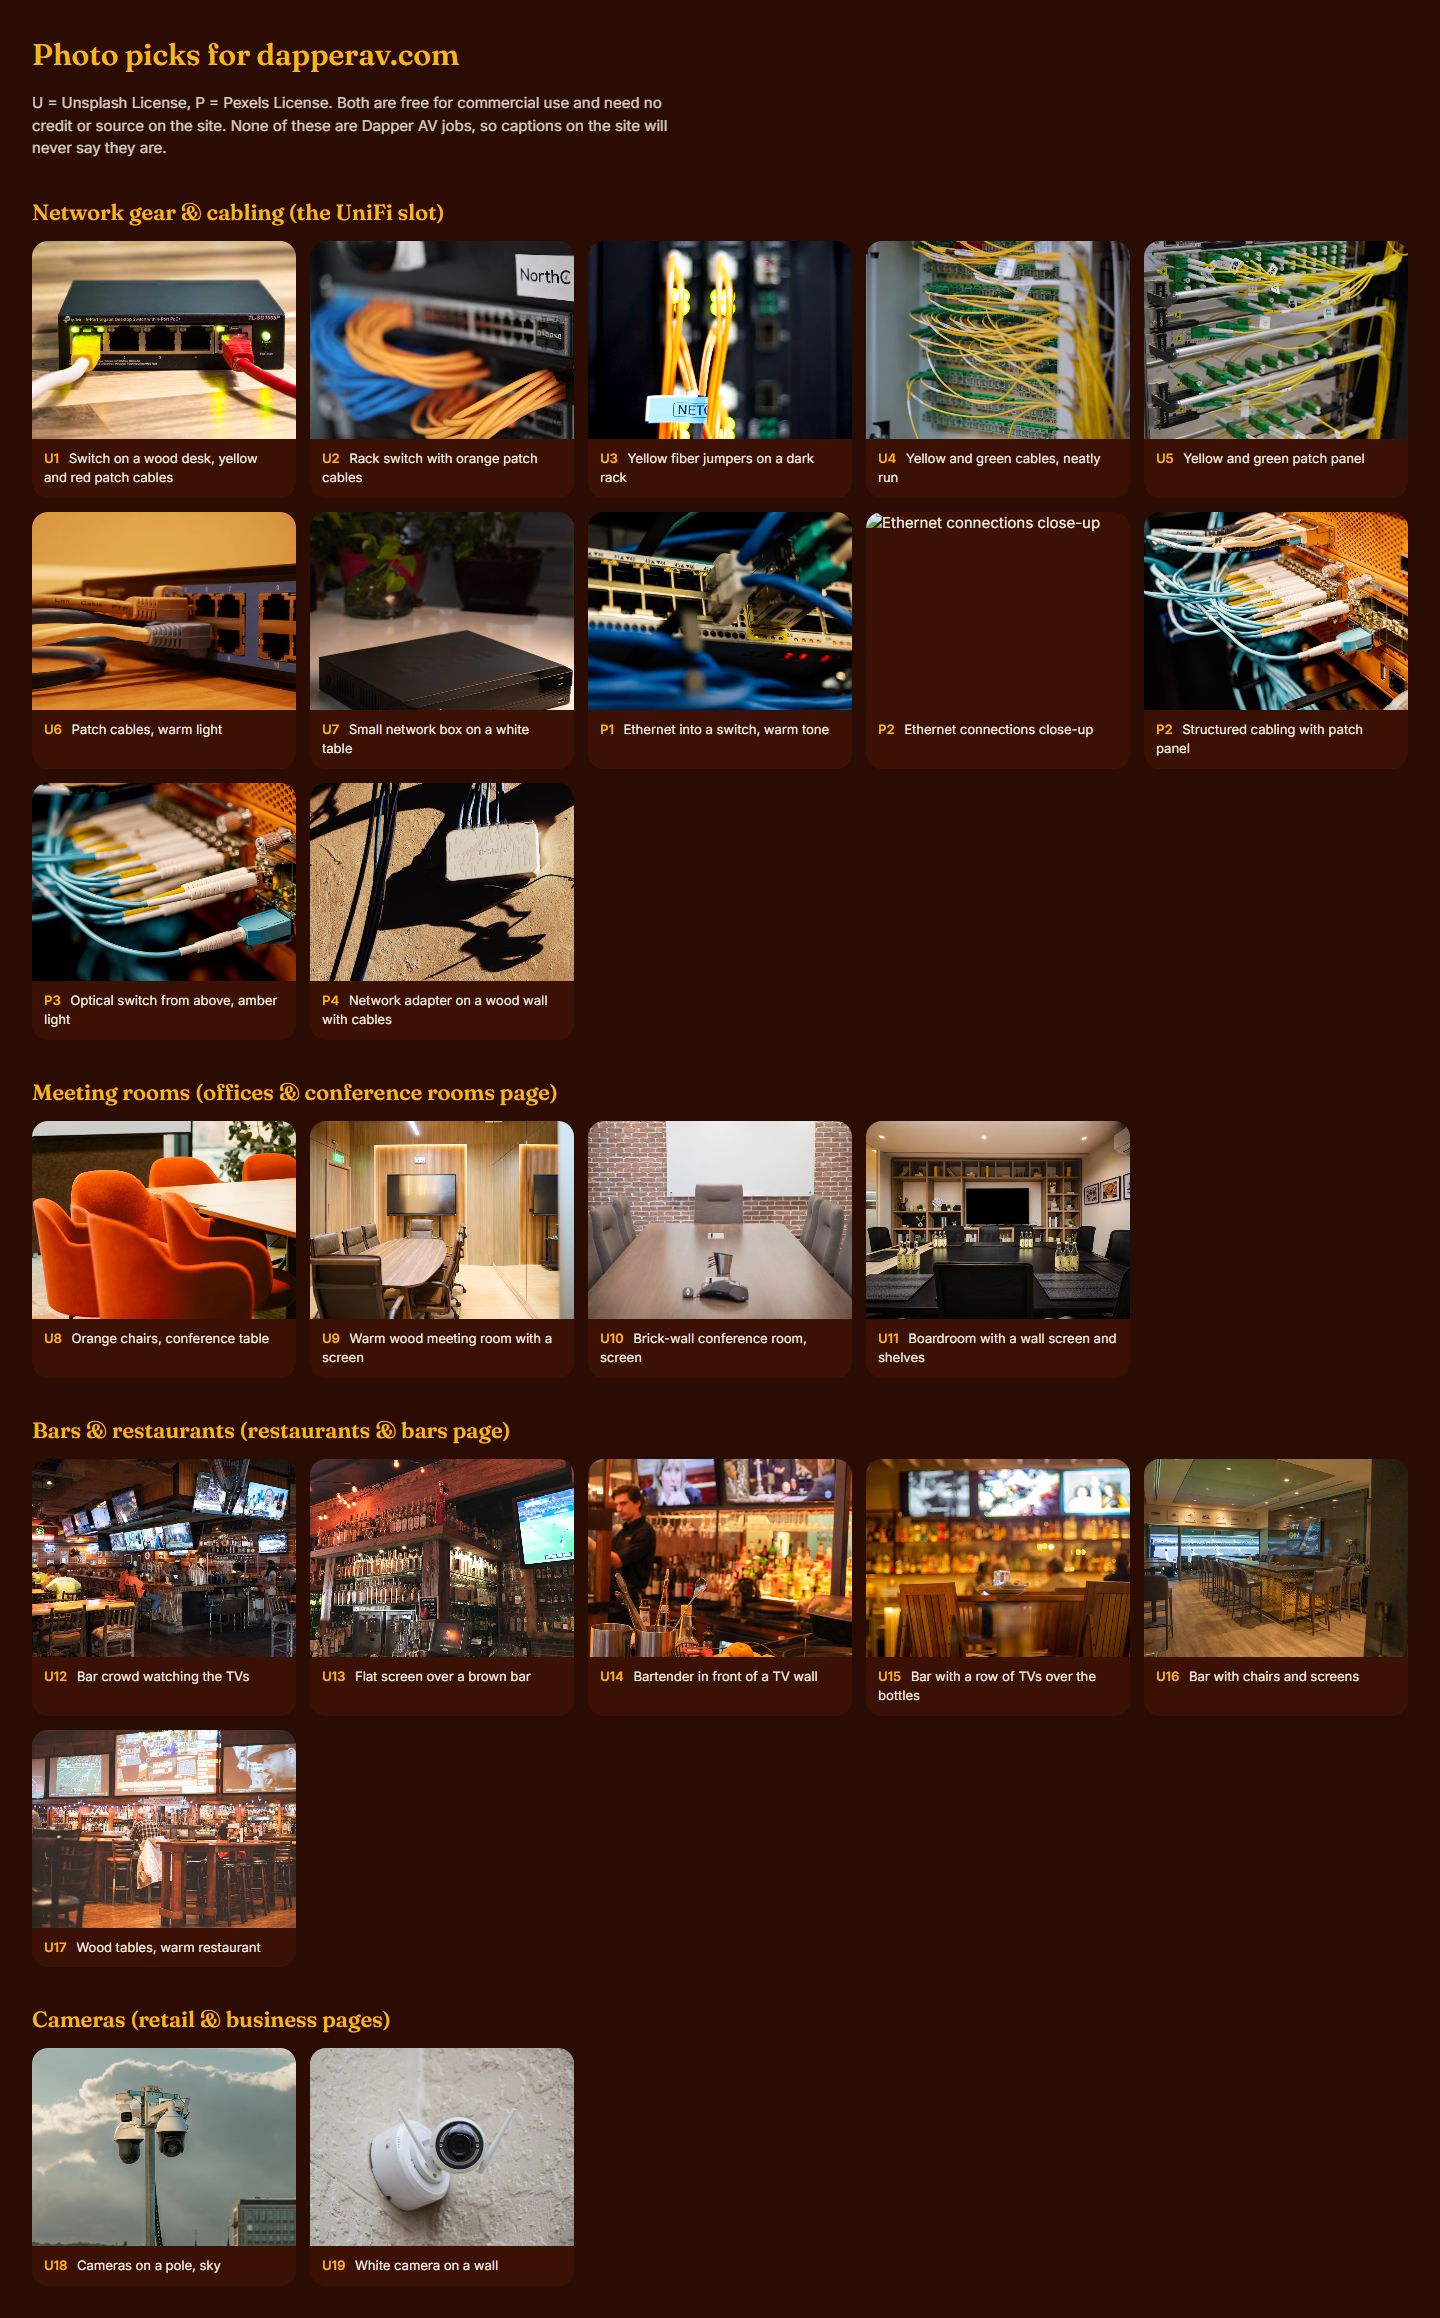 Photo picks for dapperav.com
U = Unsplash License, P = Pexels License. Both are free for commercial use and need no
credit or source on the site. None of these are Dapper AV jobs, so captions on the site will
never say they are.
Network gear & cabling (the UniFi slot)
NorthC
NETC
U1 Switch on a wood desk, yellow
and red patch cables
U2 Rack switch with orange patch
cables
U3 Yellow fiber jumpers on a dark
rack
U4 Yellow and green cables, neatly
run
U5 Yellow and green patch panel
Ethernet connections close-up
U6 Patch cables, warm light
U7 Small network box on a white
table
P1 Ethernet into a switch, warm tone
P2 Ethernet connections close-up
P2 Structured cabling with patch
panel
P3 Optical switch from above, amber
light
P4 Network adapter on a wood wall
with cables
Meeting rooms (offices & conference rooms page)
U8 Orange chairs, conference table
U9 Warm wood meeting room with a
screen
U10 Brick-wall conference room,
screen
U11 Boardroom with a wall screen and
shelves
Bars & restaurants (restaurants & bars page)
U12 Bar crowd watching the TVs
U13 Flat screen over a brown bar
U14 Bartender in front of a TV wall
U15 Bar with a row of TVs over the
bottles
U16 Bar with chairs and screens
U17 Wood tables, warm restaurant
Cameras (retail & business pages)
U18 Cameras on a pole, sky
U19 White camera on a wall